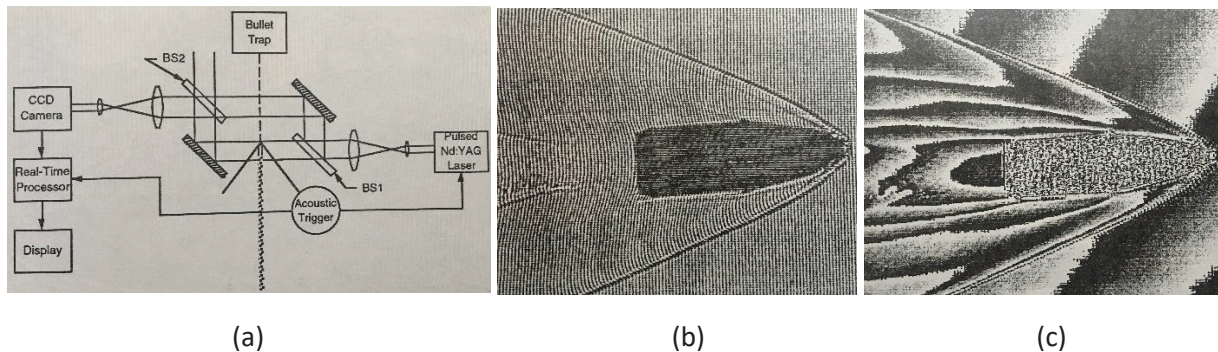 Bullet
Trap
BS2
CCD
Camera
Pulsed
Nd:YAG
Laser
Real-Time
Processor
BS1
Acoustic
Trigger
Display
(a)
(b)
(c)